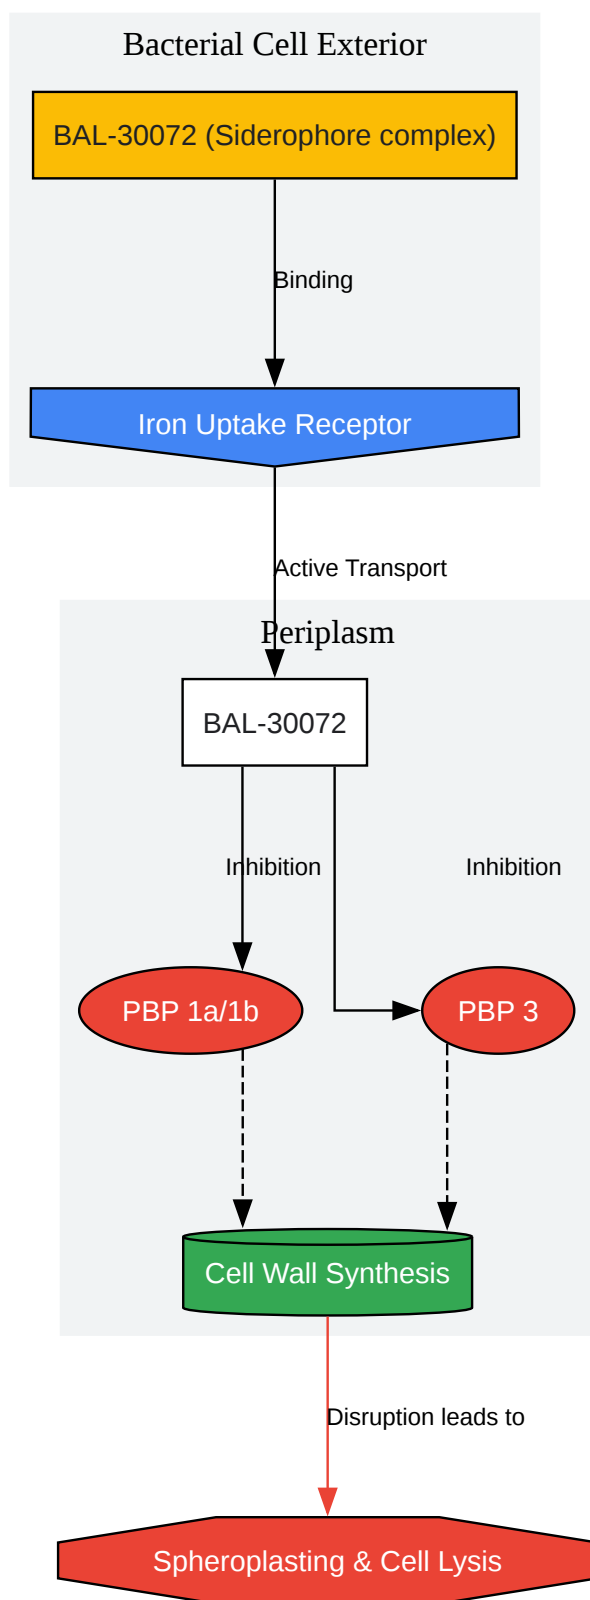 Bacterial Cell Exterior
BAL-30072 (Siderophore complex)
Binding
Iron Uptake Receptor
Active Transport
Periplasm
BAL-30072
Inhibition
Inhibition
PBP 1a/1b
PBP 3
Cell Wall Synthesis
Disruption leads to
Spheroplasting & Cell Lysis